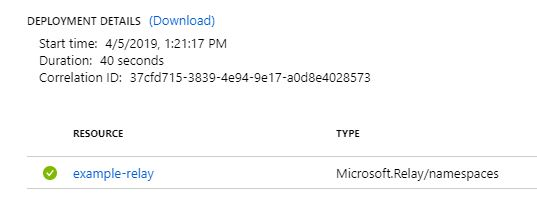 DEPLOYMENT DETAILS (Download)
Start time: 4/5/2019, 1:21:17 PM
Duration: 40 seconds
Correlation ID: 37cfd715-3839-4e94-9e17-a0d8e4028573
RESOURCE TYPE
example-relay Microsoft.Relay/namespaces